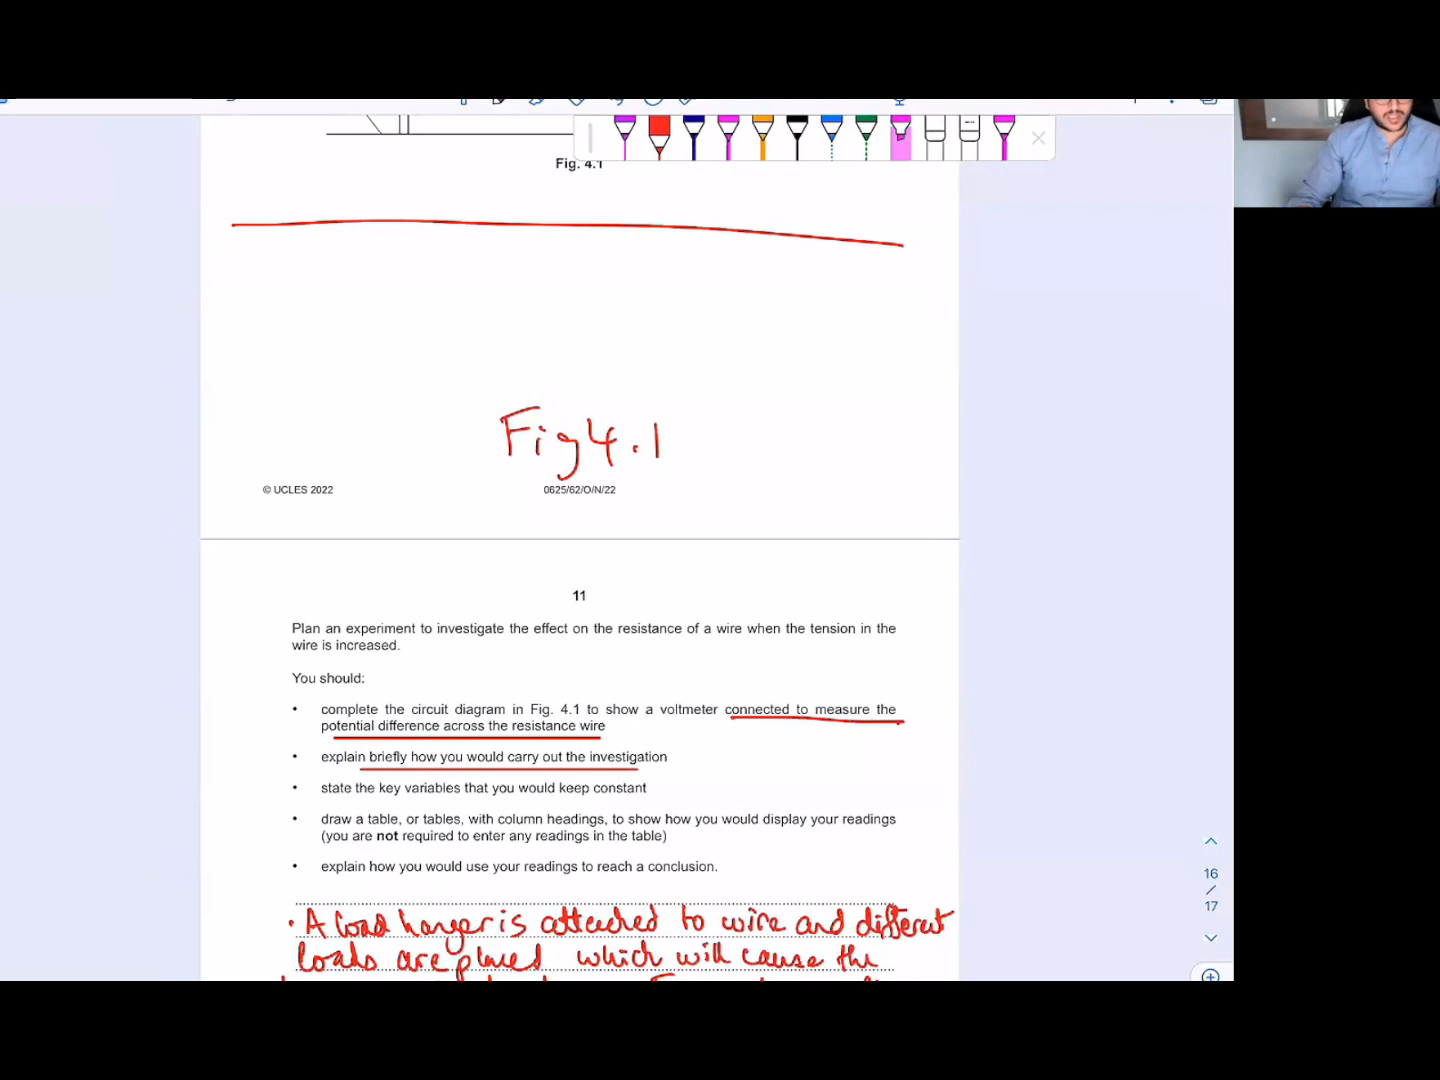 Fig. 4.1
Fig 4.1
© UCLES 2022
0625/62/O/N/22
11
Plan an experiment to investigate the effect on the resistance of a wire when the tension in the
wire is increased.
You should:
• complete the circuit diagram in Fig. 4.1 to show a voltmeter connected to measure the
potential difference across the resistance wire
• explain briefly how you would carry out the investigation
• state the key variables that you would keep constant
• draw a table, or tables, with column headings, to show how you would display your readings
(you are not required to enter any readings in the table)
• explain how you would use your readings to reach a conclusion.
16
/
17
• A load hanger is attached to wire and different
loads are placed which will cause the